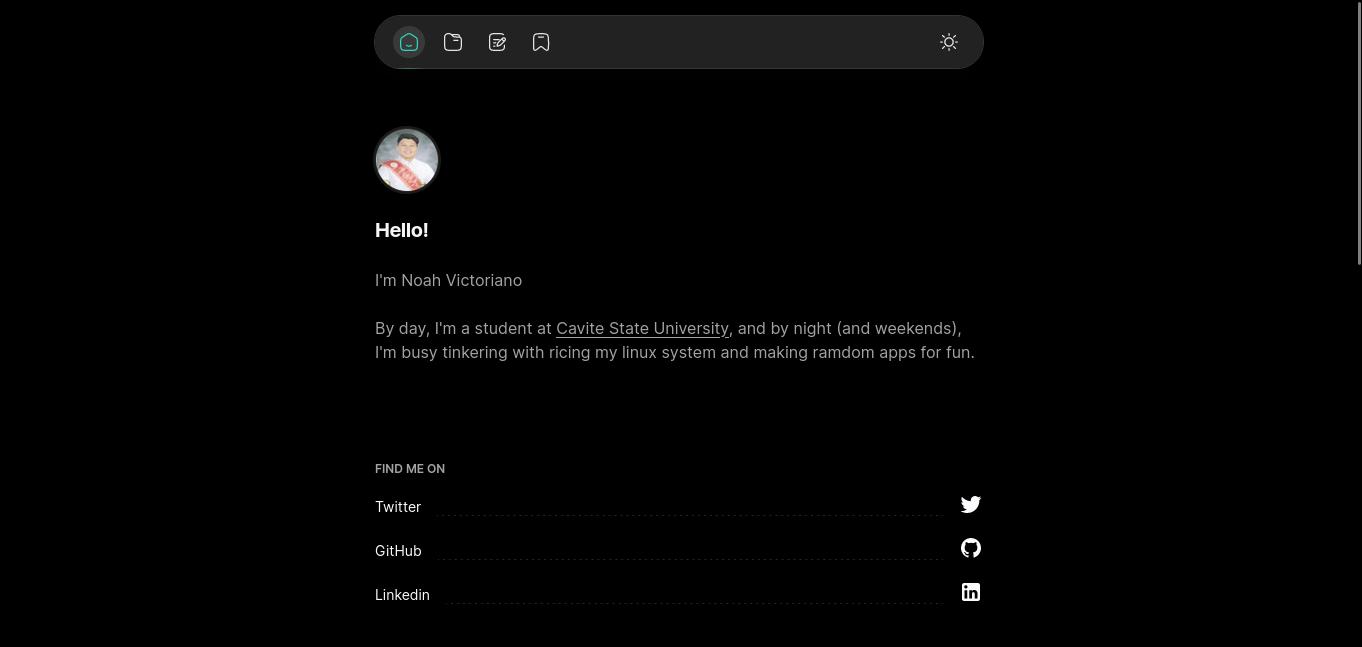 Hello!
I'm Noah Victoriano
By day, I'm a student at Cavite State University, and by night (and weekends),
I'm busy tinkering with ricing my linux system and making ramdom apps for fun.
FIND ME ON
Twitter
GitHub
Linkedin